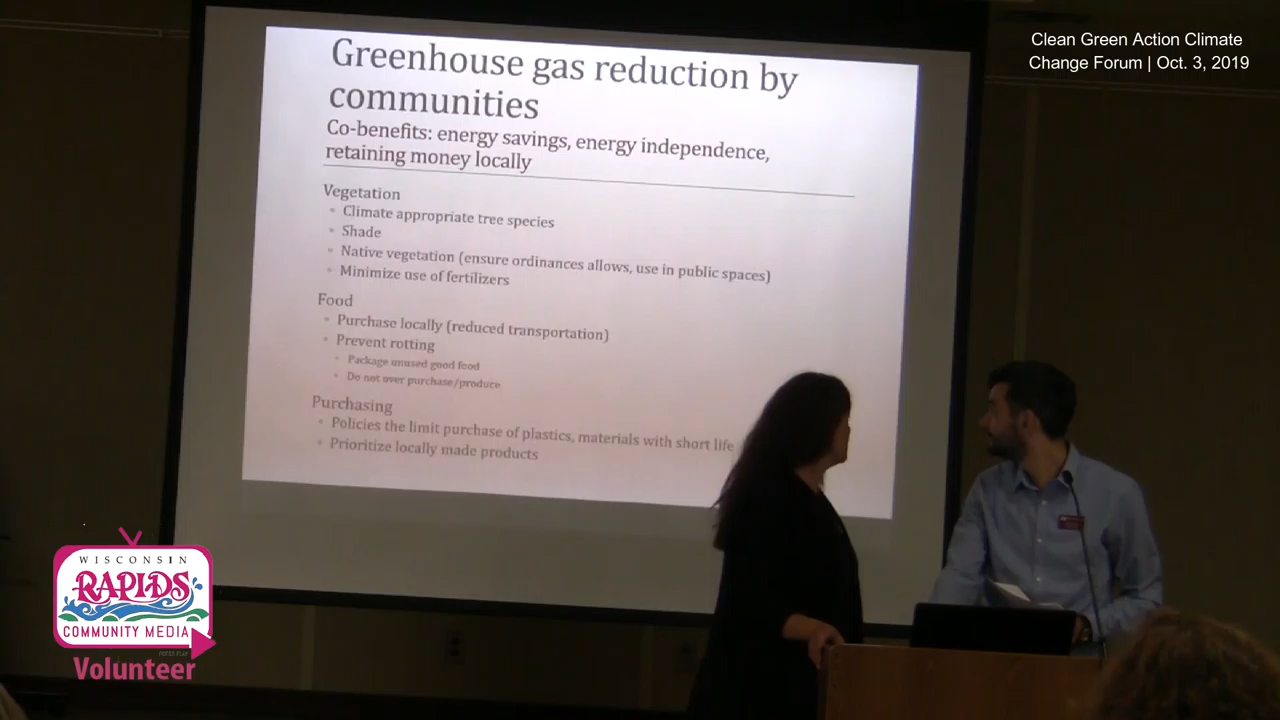 Clean Green Action Climate
Change Forum | Oct. 3, 2019
Greenhouse gas reduction by
communities
Co-benefits: energy savings, energy independence,
retaining money locally
Vegetation
• Climate appropriate tree species
• Shade
• Native vegetation (ensure ordinances allows, use in public spaces)
• Minimize use of fertilizers
Food
• Purchase locally (reduced transportation)
• Prevent rotting
• Package unused good food
• Do not over purchase/produce
Purchasing
• Policies the limit purchase of plastics, materials with short life
• Prioritize locally made products
WISCONSIN
RAPIDS
COMMUNITY MEDIA
Volunteer